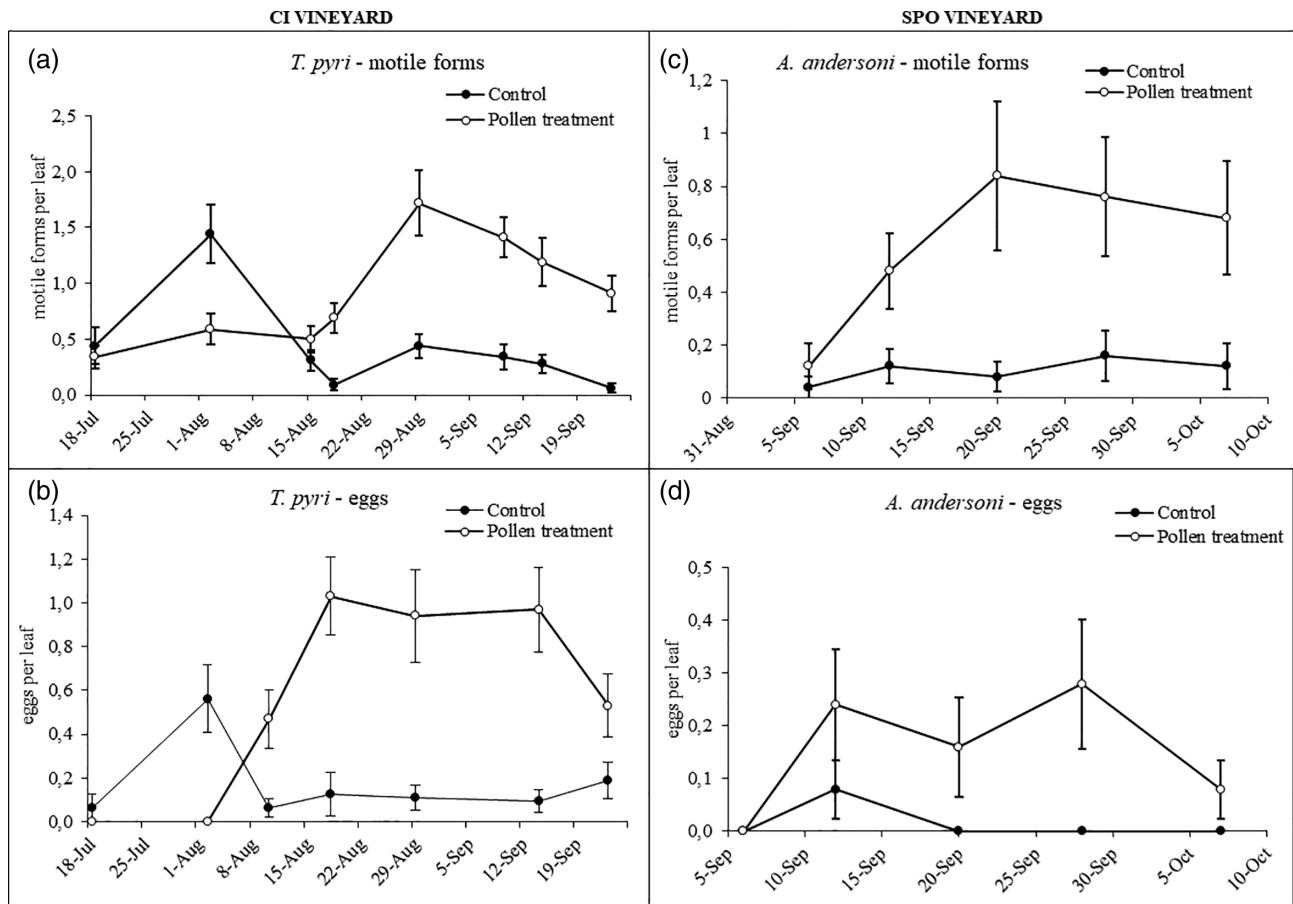 CI VINEYARD
SPO VINEYARD
(a)
T. pyri - motile forms
Control
Pollen treatment
motile forms per leaf
2,5
2,0
1,5
1,0
0,5
0,0
18-Jul
25-Jul
1-Aug
8-Aug
15-Aug
22-Aug
29-Aug
5-Sep
12-Sep
19-Sep
(c)
A. andersoni - motile forms
Control
Pollen treatment
motile forms per leaf
1,2
1
0,8
0,6
0,4
0,2
0
31-Aug
5-Sep
10-Sep
15-Sep
20-Sep
25-Sep
30-Sep
5-Oct
10-Oct
(b)
T. pyri - eggs
Control
Pollen treatment
eggs per leaf
1,4
1,2
1,0
0,8
0,6
0,4
0,2
0,0
18-Jul
25-Jul
1-Aug
8-Aug
15-Aug
22-Aug
29-Aug
5-Sep
12-Sep
19-Sep
(d)
A. andersoni - eggs
Control
Pollen treatment
eggs per leaf
0,5
0,4
0,3
0,2
0,1
0,0
5-Sep
10-Sep
15-Sep
20-Sep
25-Sep
30-Sep
5-Oct
10-Oct